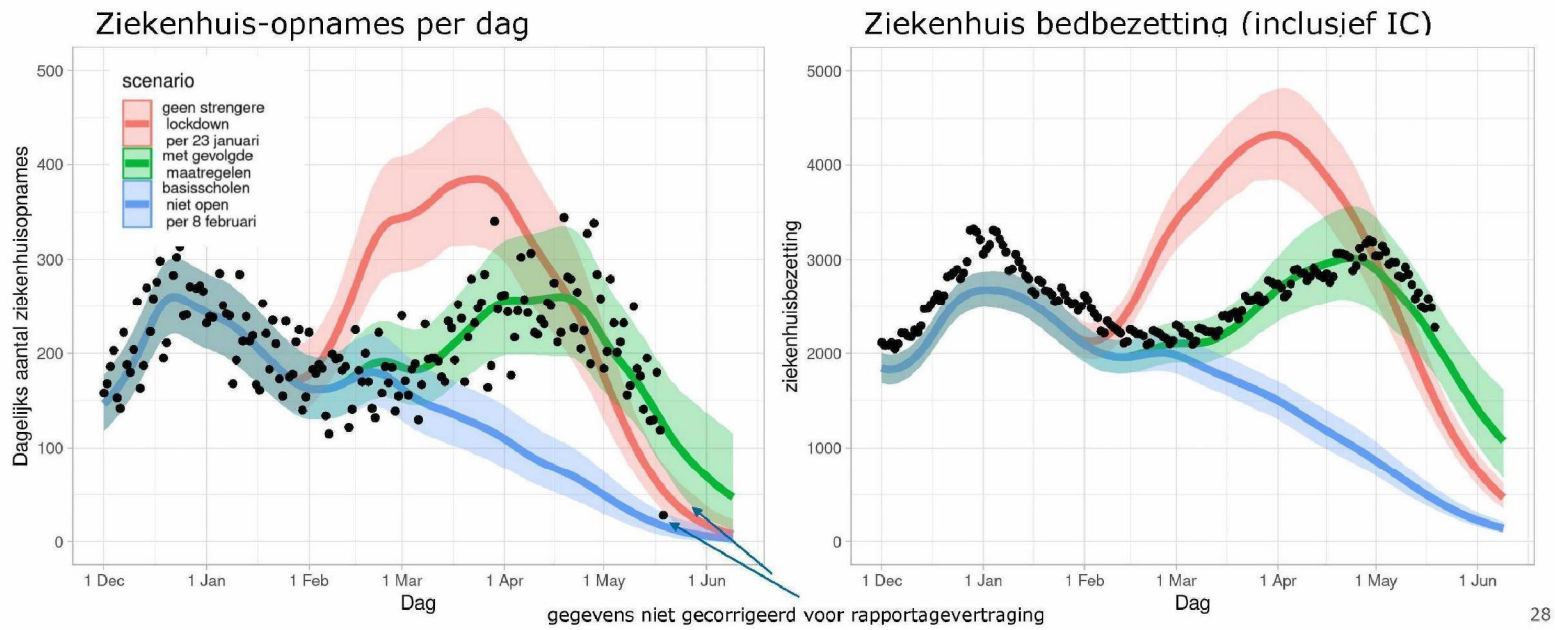 Ziekenhuis-opnames per dag
Dagelijks aantal ziekenhuisopnames
500
400
300
200
100
0
scenario
geen strengere
lockdown
per 23 januari
met gevolgde
maatregelen
basisscholen
niet open
per 8 februari
1 Dec
1 Jan
1 Feb
1 Mar
1 Apr
1 May
1 Jun
Dag
Ziekenhuis bedbezetting (inclusief IC)
ziekenhuisbezetting
5000
4000
3000
2000
1000
0
1 Dec
1 Jan
1 Feb
1 Mar
1 Apr
1 May
1 Jun
Dag
gegevens niet gecorrigeerd voor rapportagevertraging
28